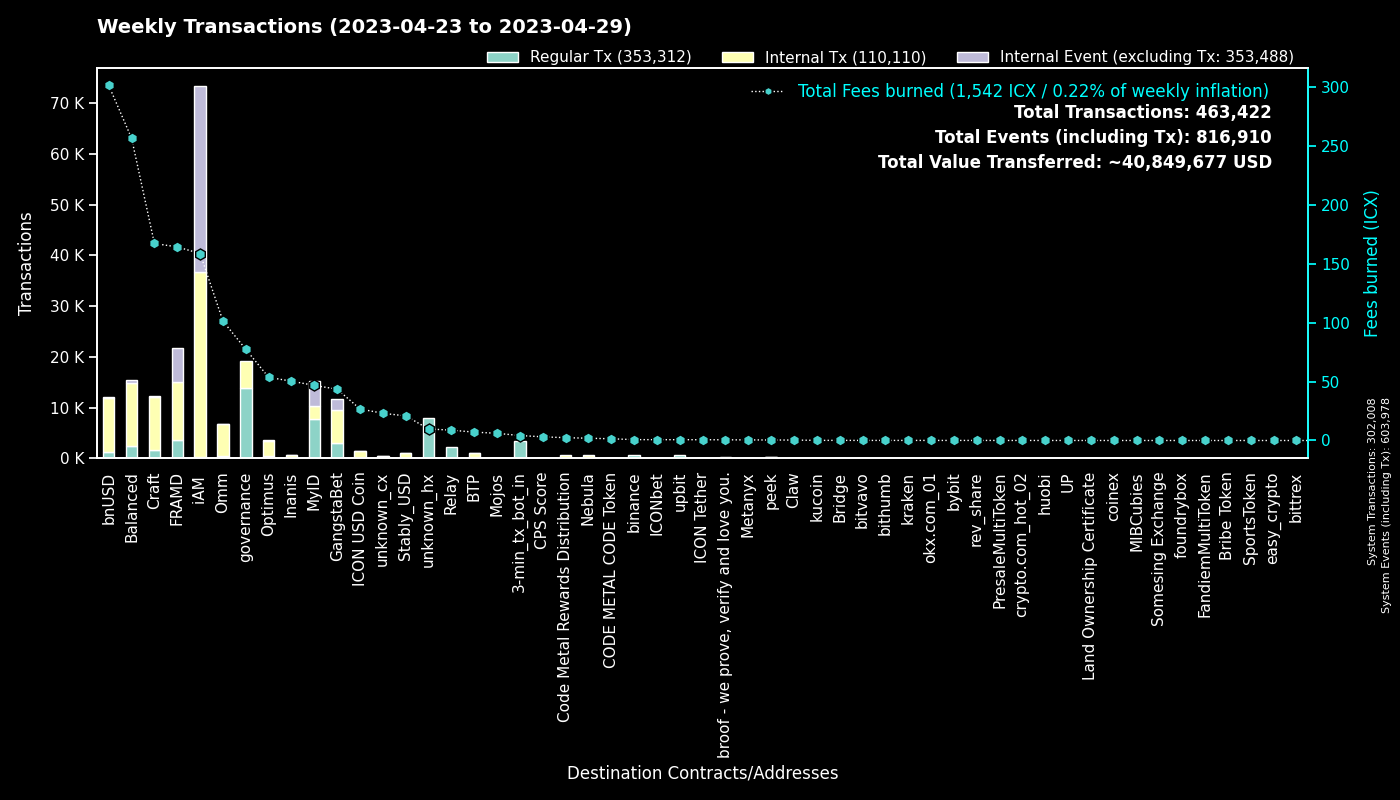 Weekly Transactions (2023-04-23 to 2023-04-29)
Regular Tx (353,312)
Internal Tx (110,110)
Internal Event (excluding Tx: 353,488)
Total Fees burned (1,542 ICX / 0.22% of weekly inflation)
Total Transactions: 463,422
Total Events (including Tx): 816,910
Total Value Transferred: ~40,849,677 USD
Transactions
70 K
60 K
50 K
40 K
30 K
20 K
10 K
0 K
300
250
200
150
100
50
0
Fees burned (ICX)
System Transactions: 302,008
System Events (including Tx): 603,978
bnUSD
Balanced
Craft
FRAMD
iAM
Omm
governance
Optimus
Inanis
MyID
GangstaBet
ICON USD Coin
unknown_cx
Stably_USD
unknown_hx
Relay
BTP
Mojos
3-min_tx_bot_in
CPS Score
Code Metal Rewards Distribution
Nebula
CODE METAL CODE Token
binance
ICONbet
upbit
ICON Tether
broof - we prove, verify and love you.
Metanyx
peek
Claw
kucoin
Bridge
bitvavo
bithumb
kraken
okx.com_01
bybit
rev_share
PresaleMultiToken
crypto.com_hot_02
huobi
UP
Land Ownership Certificate
coinex
MIBCubies
Somesing Exchange
foundrybox
FandiemMultiToken
Bribe Token
SportsToken
easy_crypto
bittrex
Destination Contracts/Addresses